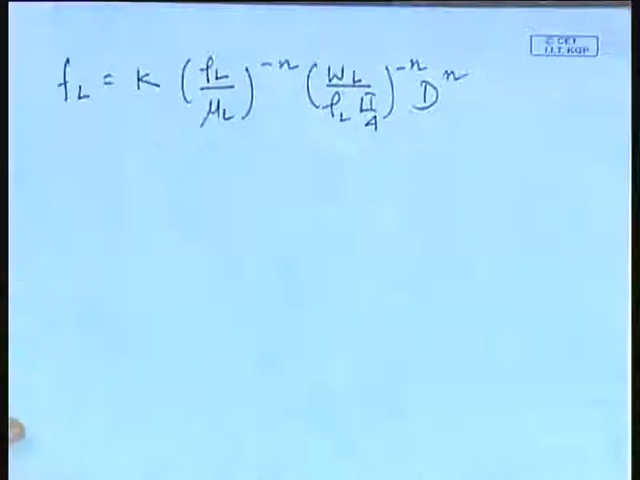 © CET
I.I.T. KGP
f_L = K (ρ_L / μ_L)^{-n} (W_L / ρ_L π/4)^{-n} D^n